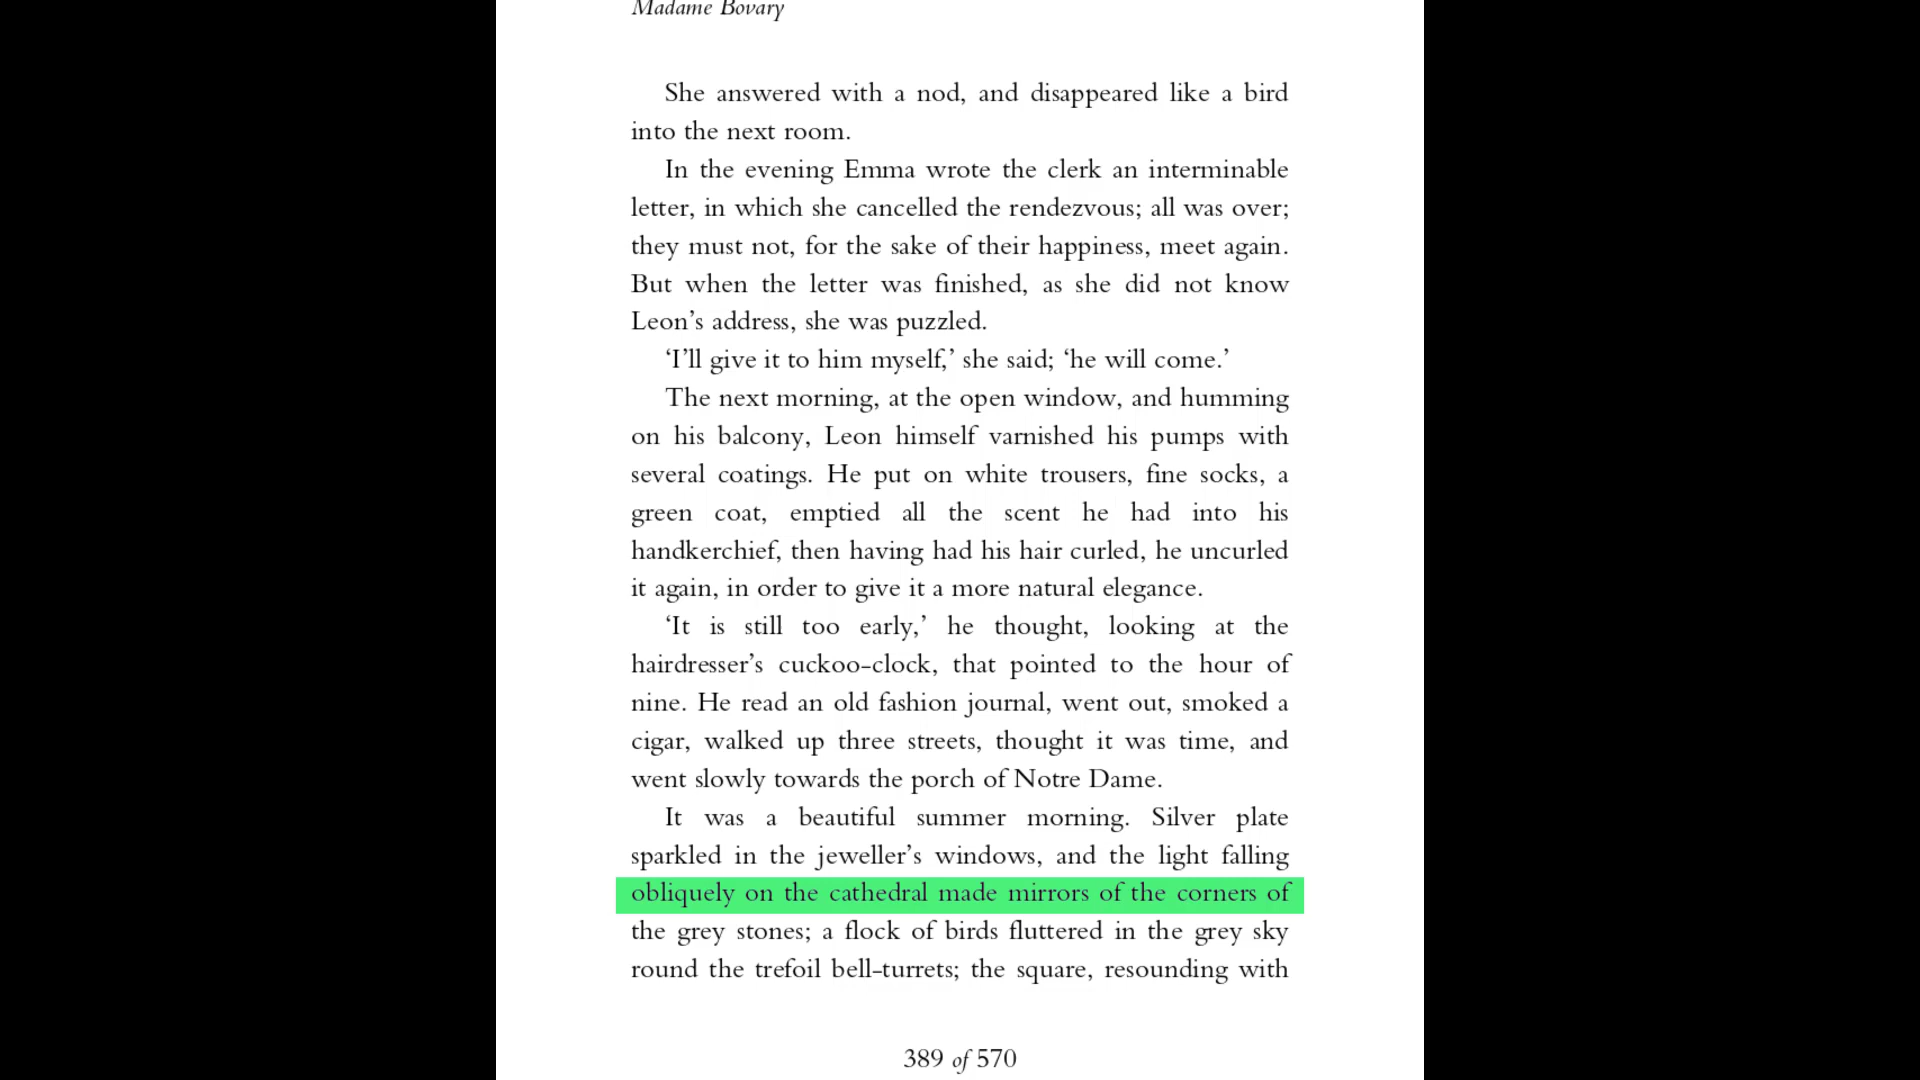 Madame Bovary
She answered with a nod, and disappeared like a bird
into the next room.
In the evening Emma wrote the clerk an interminable
letter, in which she cancelled the rendezvous; all was over;
they must not, for the sake of their happiness, meet again.
But when the letter was finished, as she did not know
Leon’s address, she was puzzled.
‘I’ll give it to him myself,’ she said; ‘he will come.’
The next morning, at the open window, and humming
on his balcony, Leon himself varnished his pumps with
several coatings. He put on white trousers, fine socks, a
green coat, emptied all the scent he had into his
handkerchief, then having had his hair curled, he uncurled
it again, in order to give it a more natural elegance.
‘It is still too early,’ he thought, looking at the
hairdresser’s cuckoo-clock, that pointed to the hour of
nine. He read an old fashion journal, went out, smoked a
cigar, walked up three streets, thought it was time, and
went slowly towards the porch of Notre Dame.
It was a beautiful summer morning. Silver plate
sparkled in the jeweller’s windows, and the light falling
obliquely on the cathedral made mirrors of the corners of
the grey stones; a flock of birds fluttered in the grey sky
round the trefoil bell-turrets; the square, resounding with
389 of 570